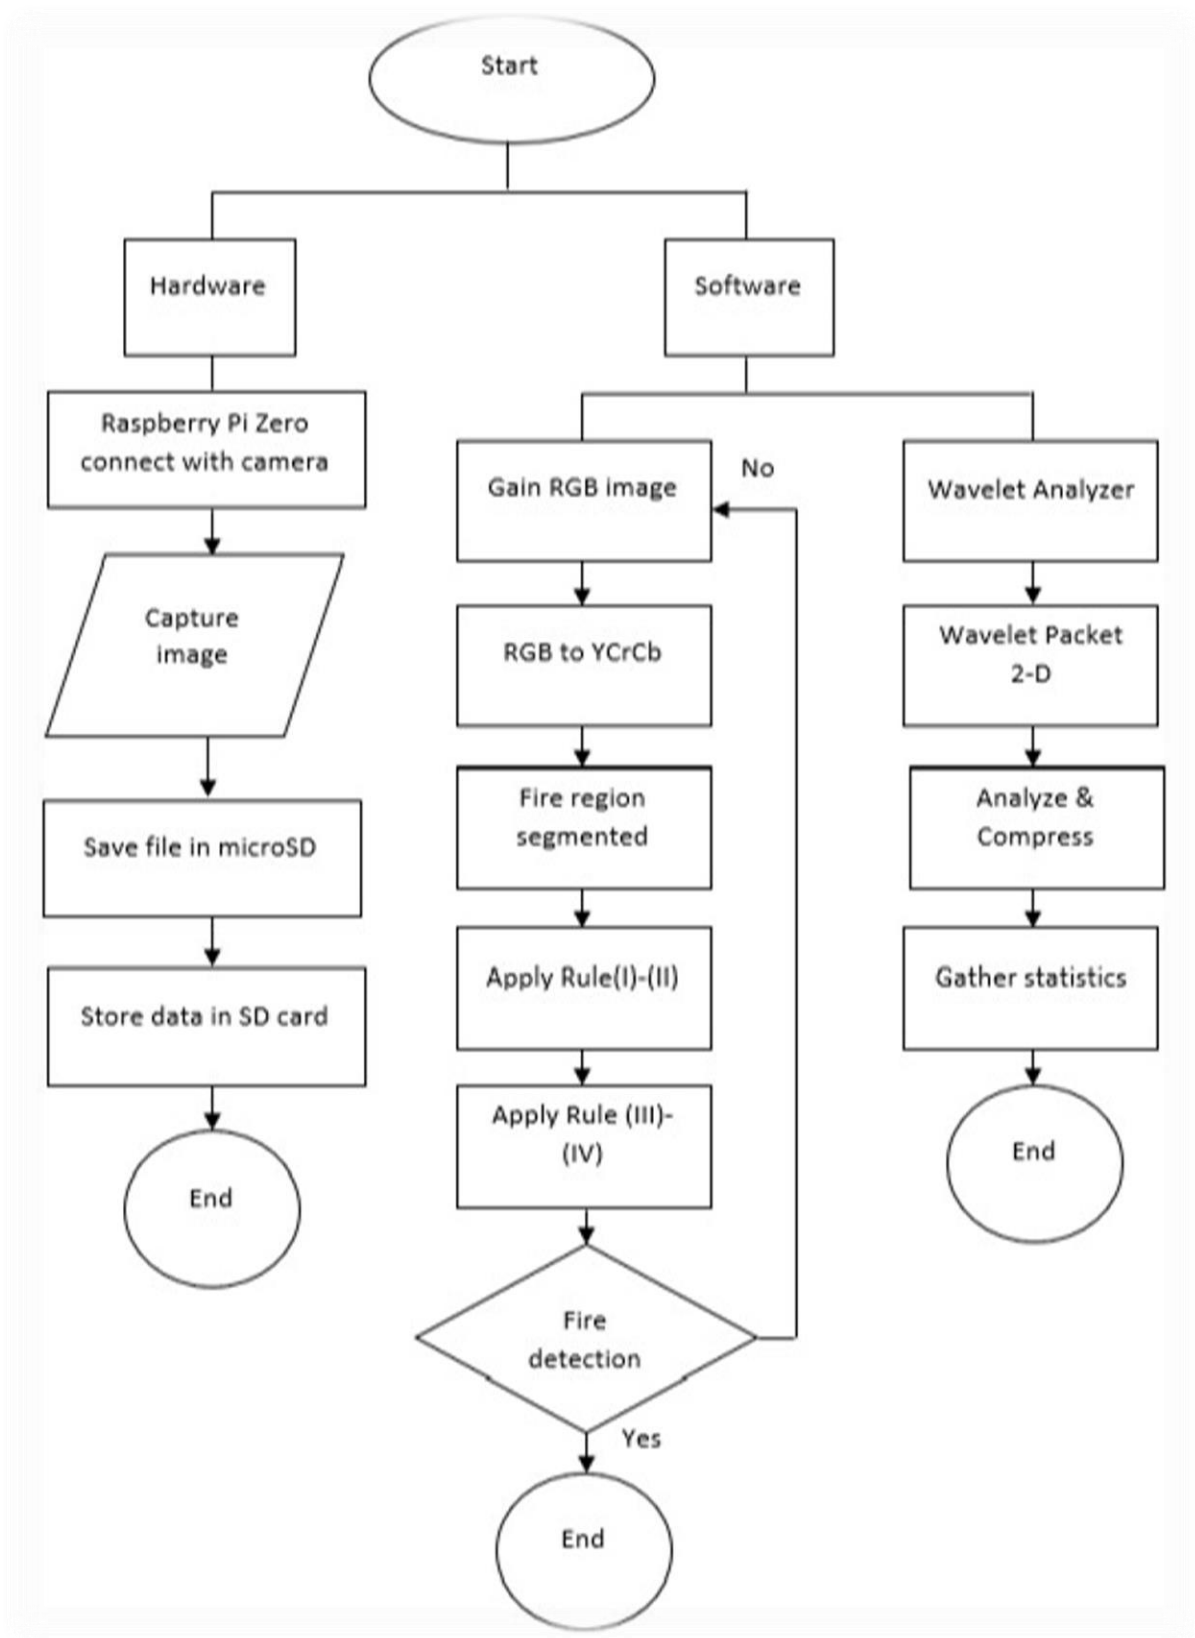 Start
Hardware
Raspberry Pi Zero
connect with camera
Capture
image
Save file in microSD
Store data in SD card
End
Software
Gain RGB image
No
RGB to YCrCb
Fire region
segmented
Apply Rule(I)-(II)
Apply Rule (III)-
(IV)
Fire
detection
Yes
End
Wavelet Analyzer
Wavelet Packet
2-D
Analyze &
Compress
Gather statistics
End